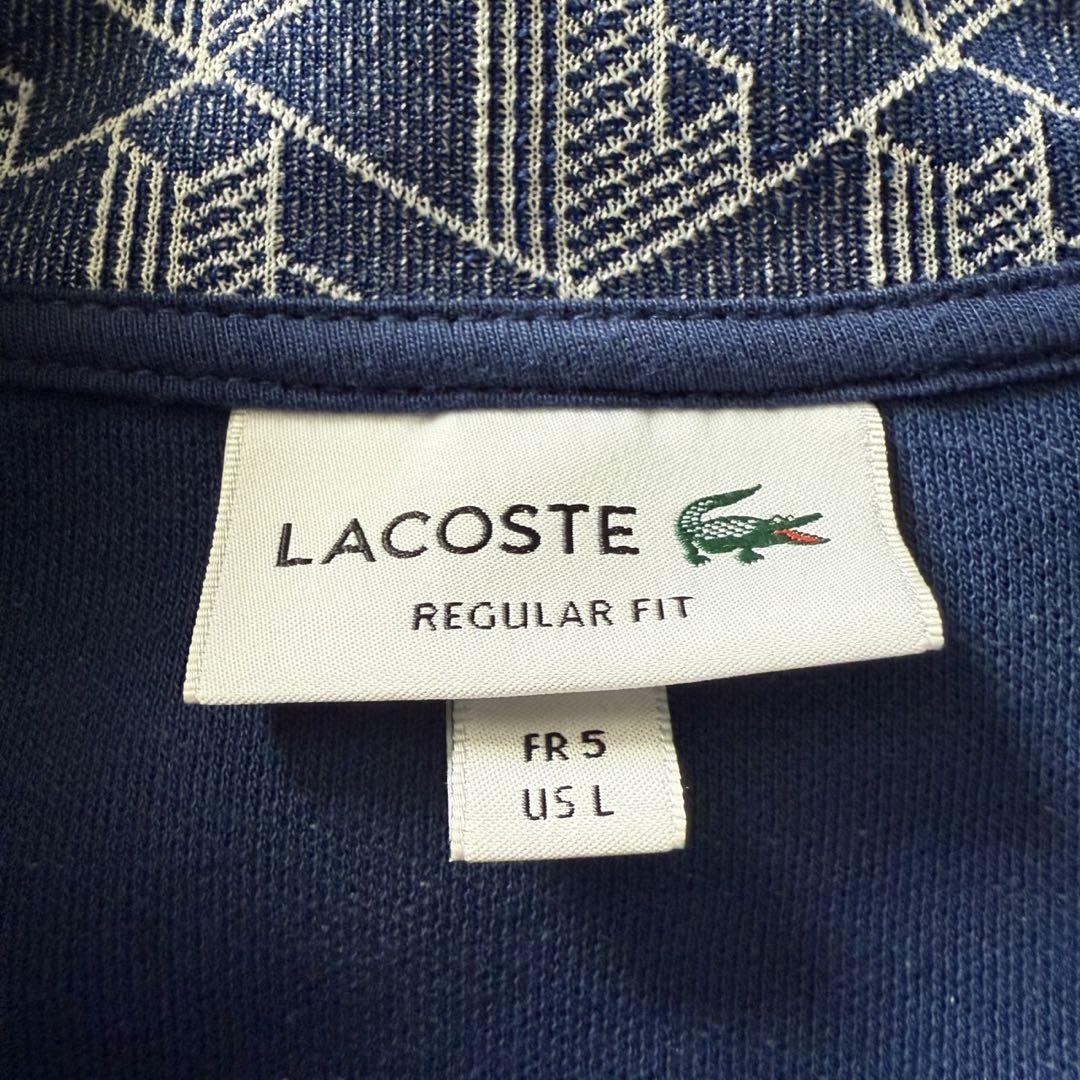 LACOSTE
REGULAR FIT
FR 5
US L